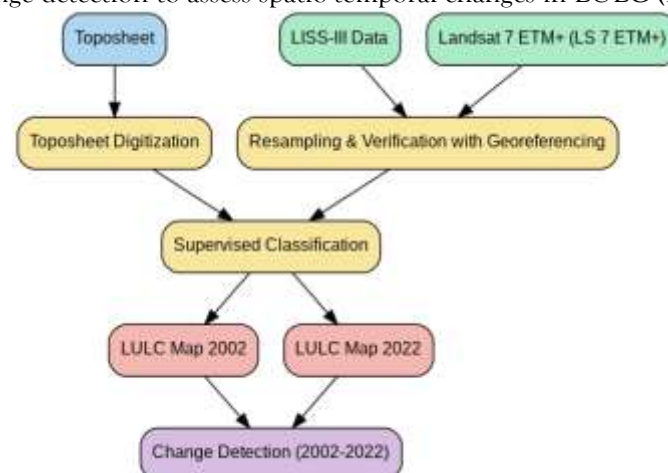 Toposheet
LISS-III Data
Landsat 7 ETM+ (LS 7 ETM+)
Toposheet Digitization
Resampling & Verification with Georeferencing
Supervised Classification
LULC Map 2002
LULC Map 2022
Change Detection (2002-2022)